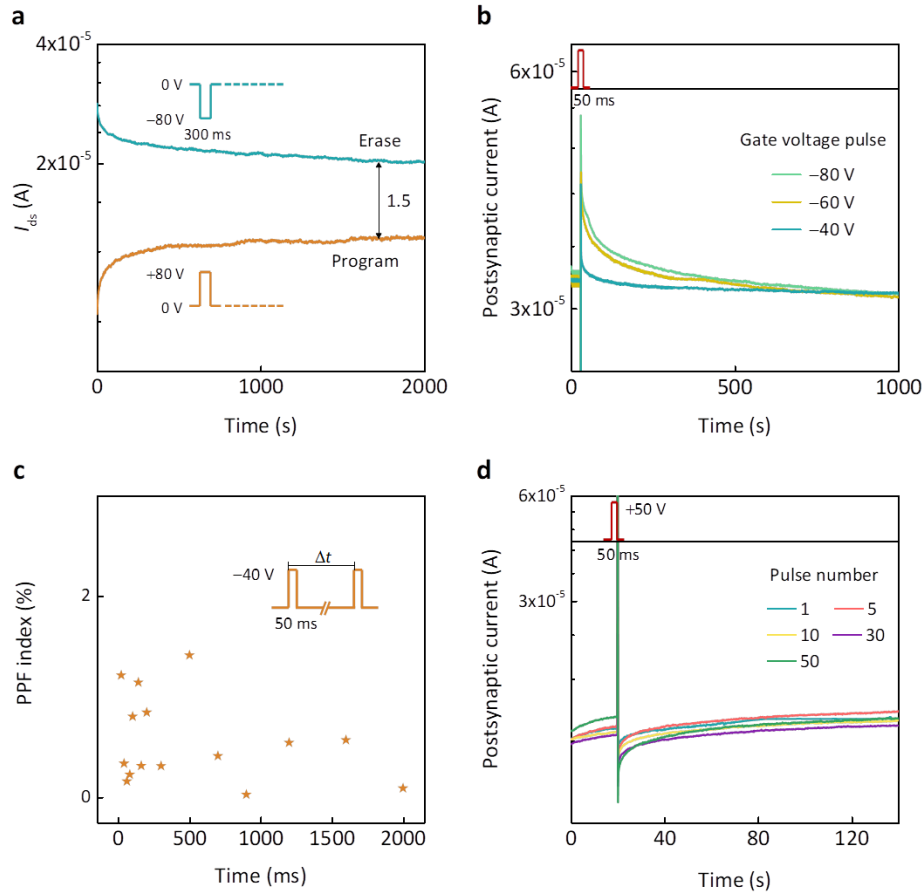 a
4x10⁻⁵
2x10⁻⁵
I_ds (A)
0 V
−80 V
300 ms
Erase
1.5
Program
+80 V
0 V
0
1000
2000
Time (s)
b
6x10⁻⁵
3x10⁻⁵
Postsynaptic current (A)
50 ms
Gate voltage pulse
−80 V
−60 V
−40 V
0
500
1000
Time (s)
c
2
0
PPF index (%)
−40 V
Δt
50 ms
0
500
1000
1500
2000
Time (ms)
d
6x10⁻⁵
3x10⁻⁵
Postsynaptic current (A)
+50 V
50 ms
Pulse number
1
5
10
30
50
0
40
80
120
Time (s)